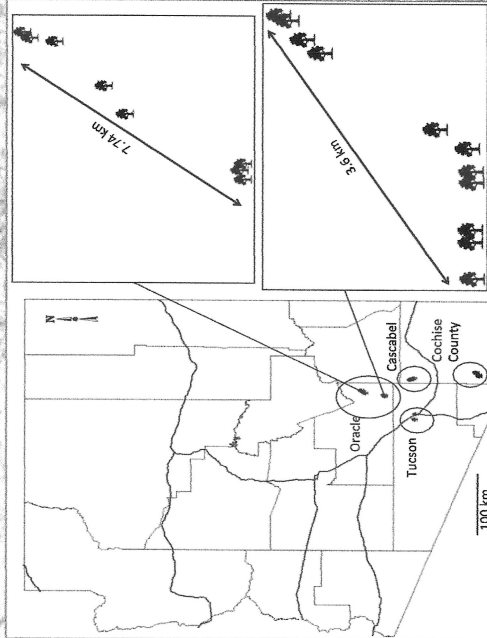 7.74 km
3.6 km
N
Oracle
Cascabel
Tucson
Cochise
County
100 km